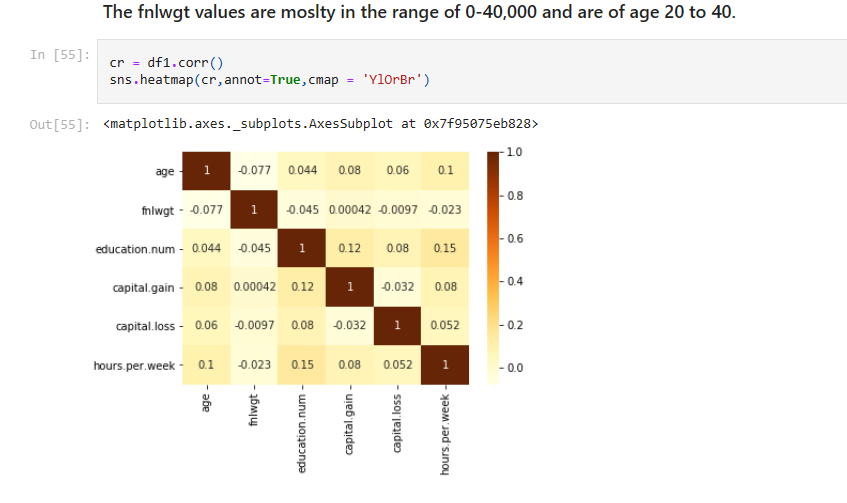 The fnlwgt values are moslty in the range of 0-40,000 and are of age 20 to 40.
In [55]:
cr = df1.corr()
sns.heatmap(cr,annot=True,cmap = 'YlOrBr')
Out[55]: <matplotlib.axes._subplots.AxesSubplot at 0x7f95075eb828>
age 1 -0.077 0.044 0.08 0.06 0.1
fnlwgt -0.077 1 -0.045 0.00042 -0.0097 -0.023
education.num 0.044 -0.045 1 0.12 0.08 0.15
capital.gain 0.08 0.00042 0.12 1 -0.032 0.08
capital.loss 0.06 -0.0097 0.08 -0.032 1 0.052
hours.per.week 0.1 -0.023 0.15 0.08 0.052 1
age
fnlwgt
education.num
capital.gain
capital.loss
hours.per.week
1.0
0.8
0.6
0.4
0.2
0.0